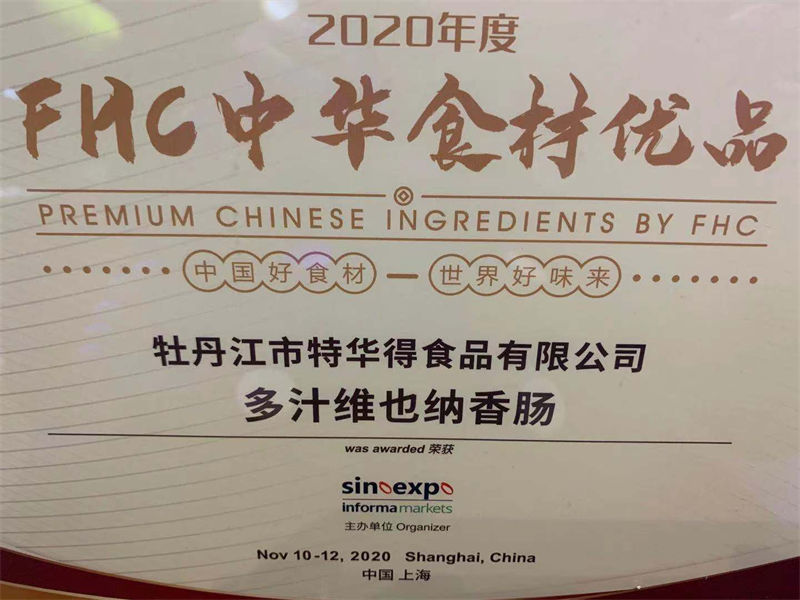 2020年度
FHC中华食材优品
PREMIUM CHINESE INGREDIENTS BY FHC
中国好食材—世界好味来
牡丹江市特华得食品有限公司
多汁维也纳香肠
was awarded 荣获
sinoexpo
informa markets
主办单位 Organizer
Nov 10-12, 2020 Shanghai, China
中国 上海